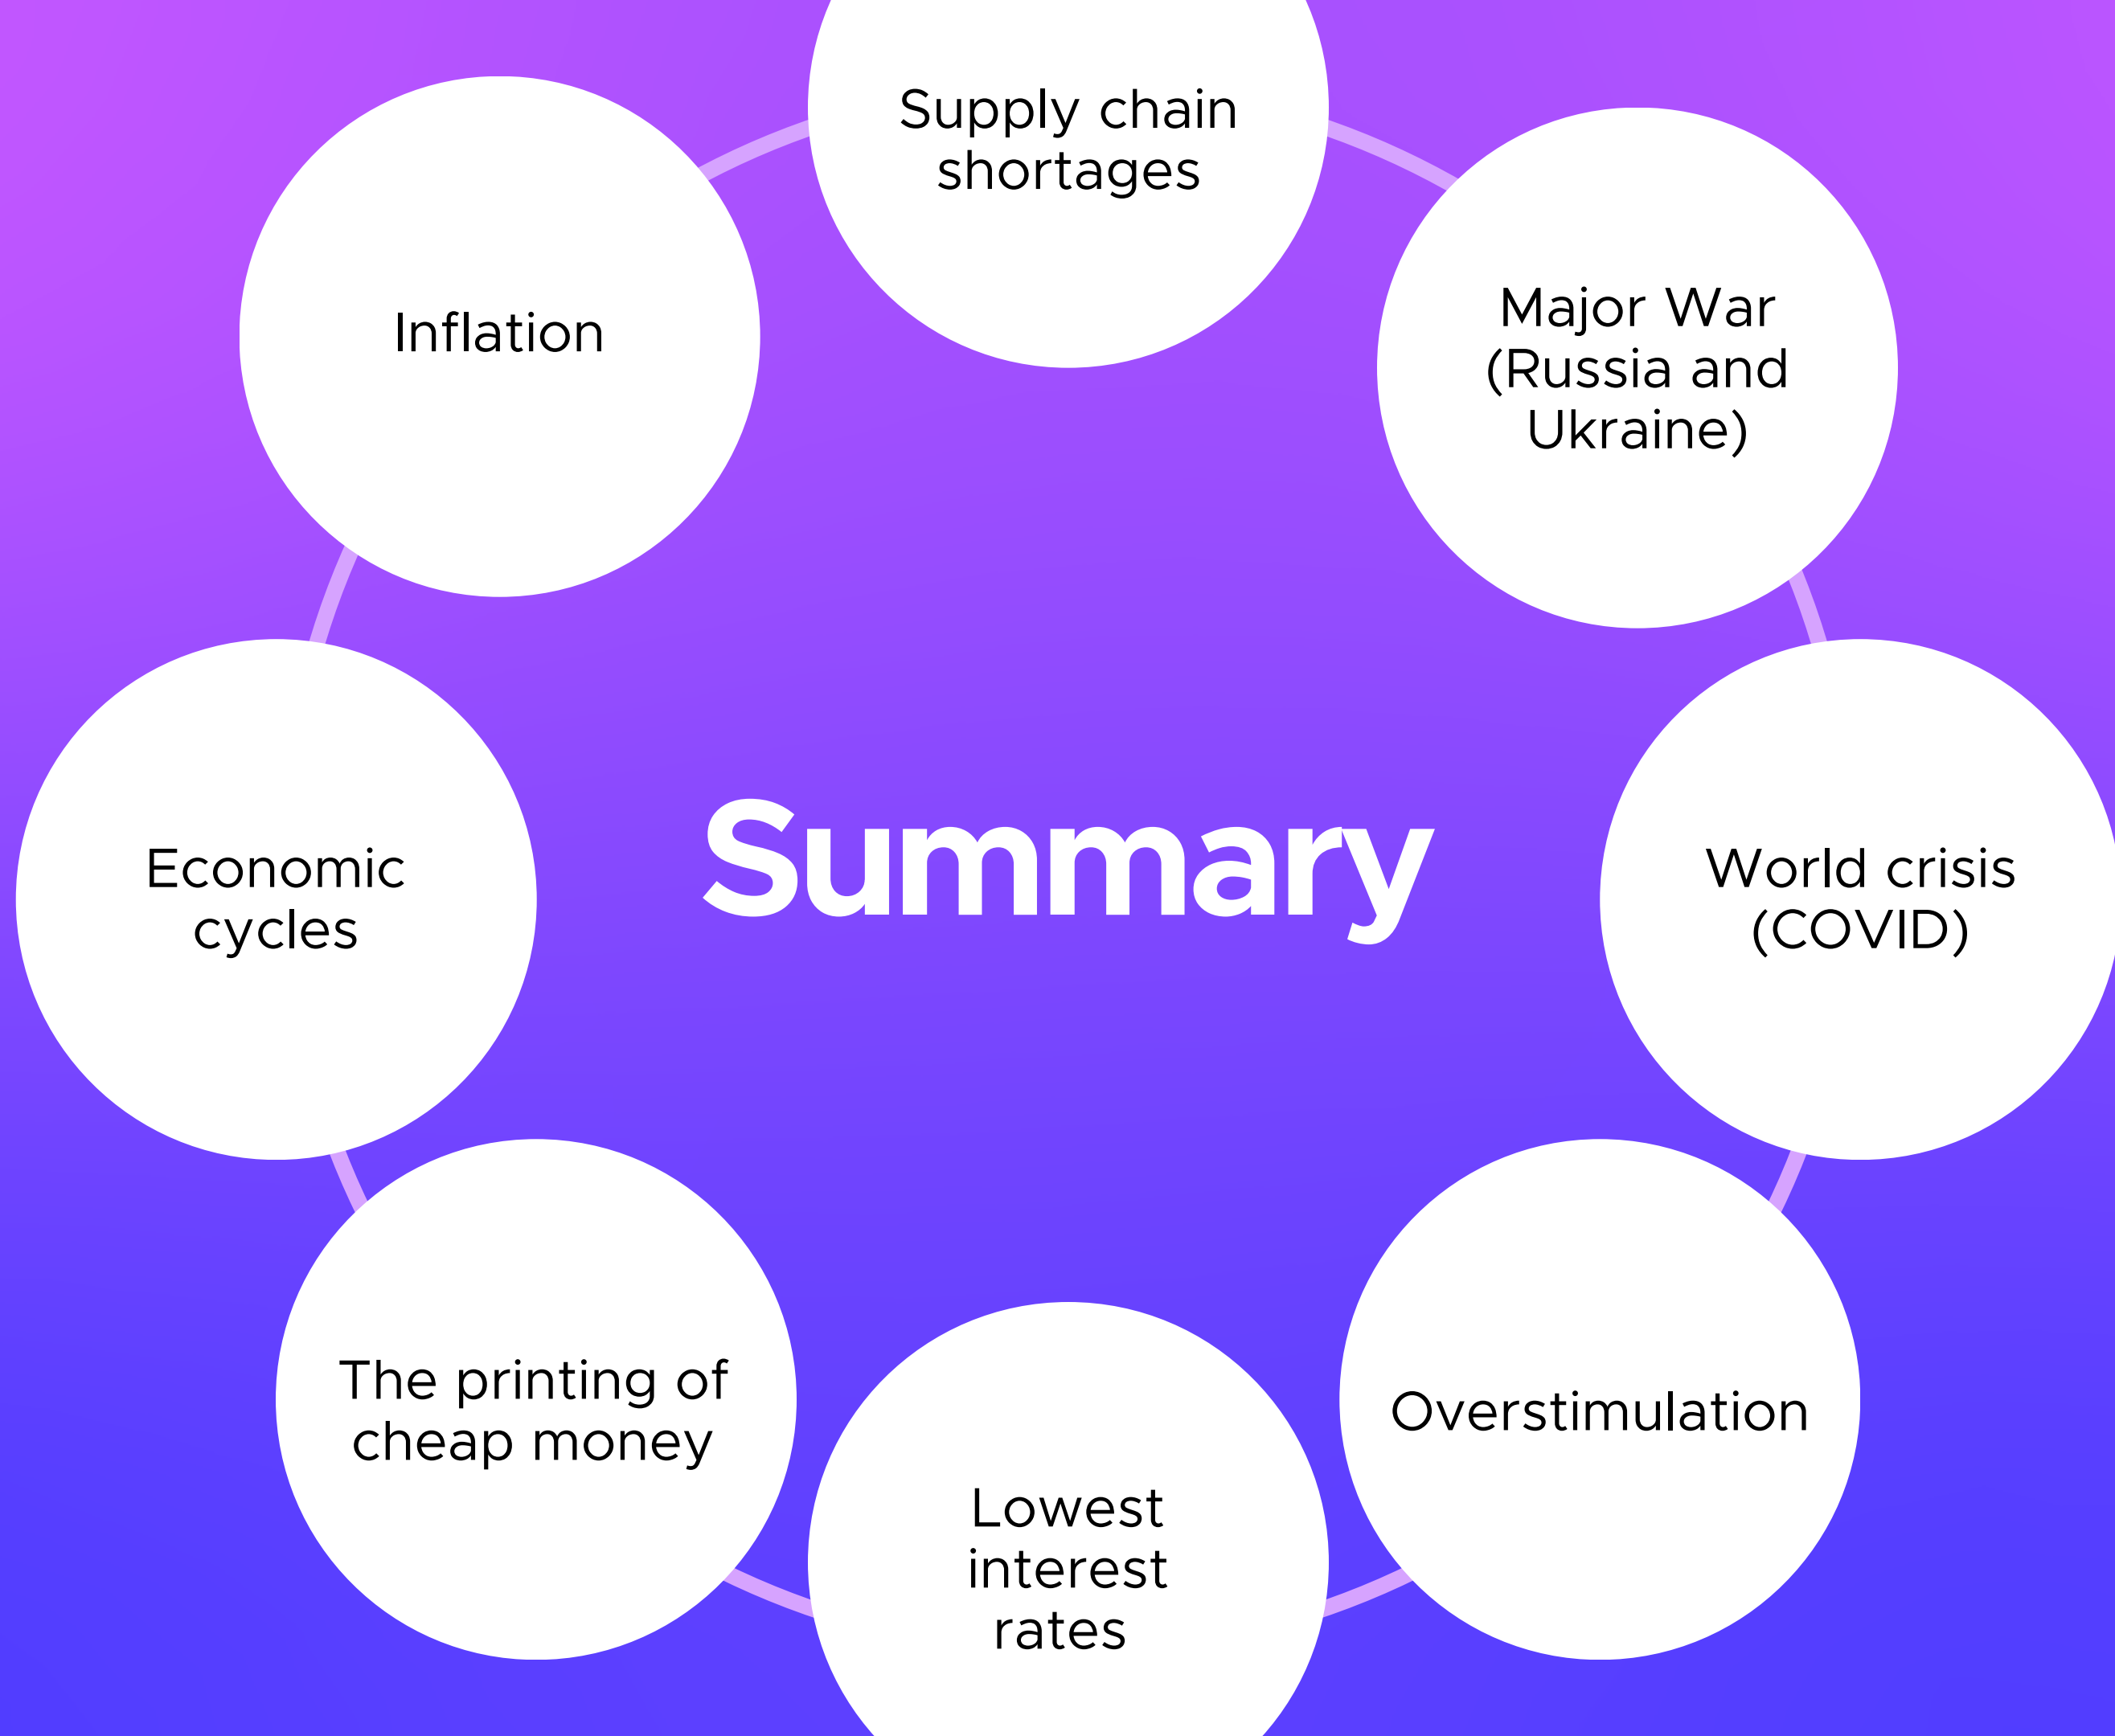 Supply chain
shortages
Inflation
Major War
(Russia and
Ukraine)
Summary
Economic
cycles
World crisis
(COVID)
The printing of
cheap money
Overstimulation
Lowest
interest
rates